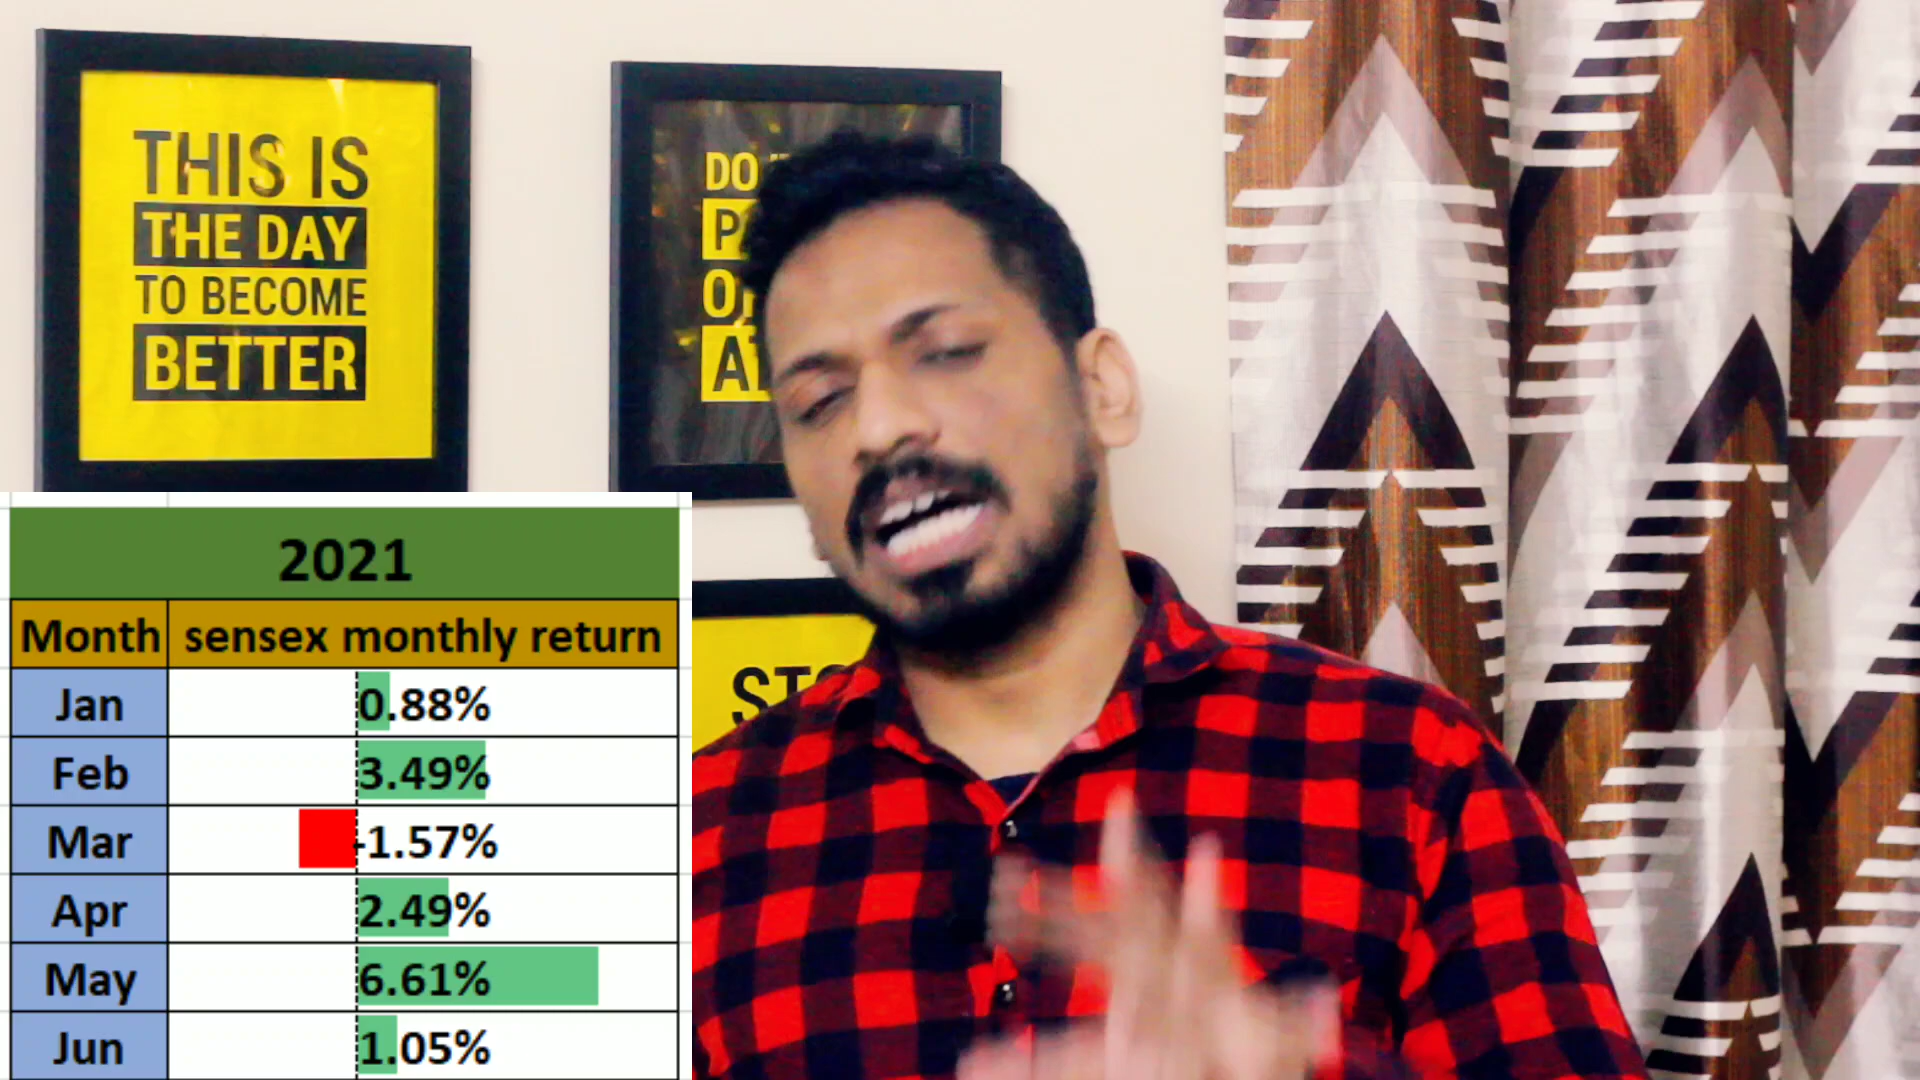 THIS IS
THE DAY
TO BECOME
BETTER
DO
2021
Month sensex monthly return
Jan 0.88%
Feb 3.49%
Mar -1.57%
Apr 2.49%
May 6.61%
Jun 1.05%